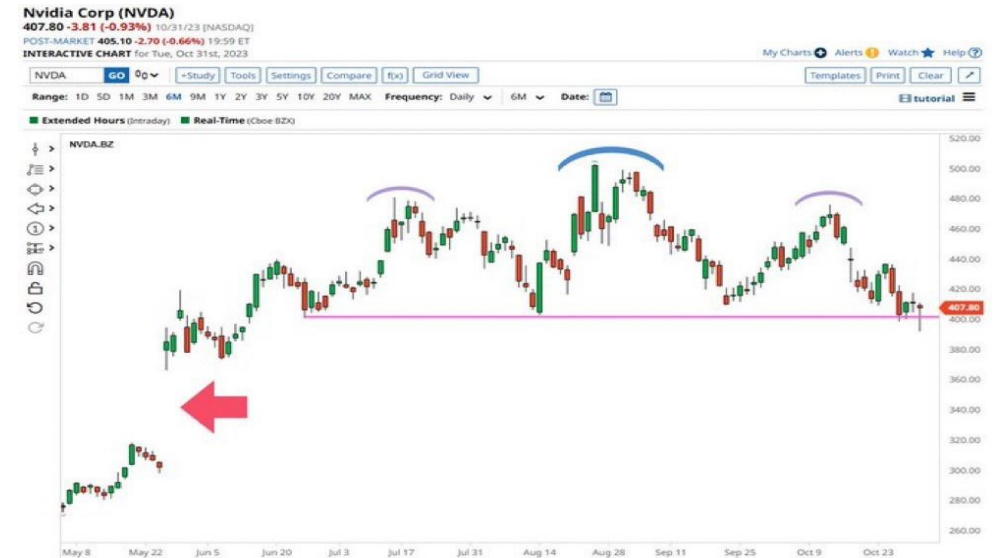 Nvidia Corp (NVDA)
407.80 -3.81 (-0.93%) 10/31/23 [NASDAQ]
POST-MARKET 405.10 -2.70 (-0.66%) 19:59 ET
INTERACTIVE CHART for Tue, Oct 31st, 2023
My Charts Alerts Watch Help
NVDA GO +Study Tools Settings Compare f(x) Grid View Templates Print Clear
Range: 1D 5D 1M 3M 6M 9M 1Y 2Y 3Y 5Y 10Y 20Y MAX Frequency: Daily 6M Date: tutorial
Extended Hours (Intraday) Real-Time (Cboe BZX)
NVDA.BZ
520.00
500.00
480.00
460.00
440.00
420.00
407.80
400.00
380.00
360.00
340.00
320.00
300.00
280.00
260.00
May 8 May 22 Jun 5 Jun 20 Jul 3 Jul 17 Jul 31 Aug 14 Aug 28 Sep 11 Sep 25 Oct 9 Oct 23